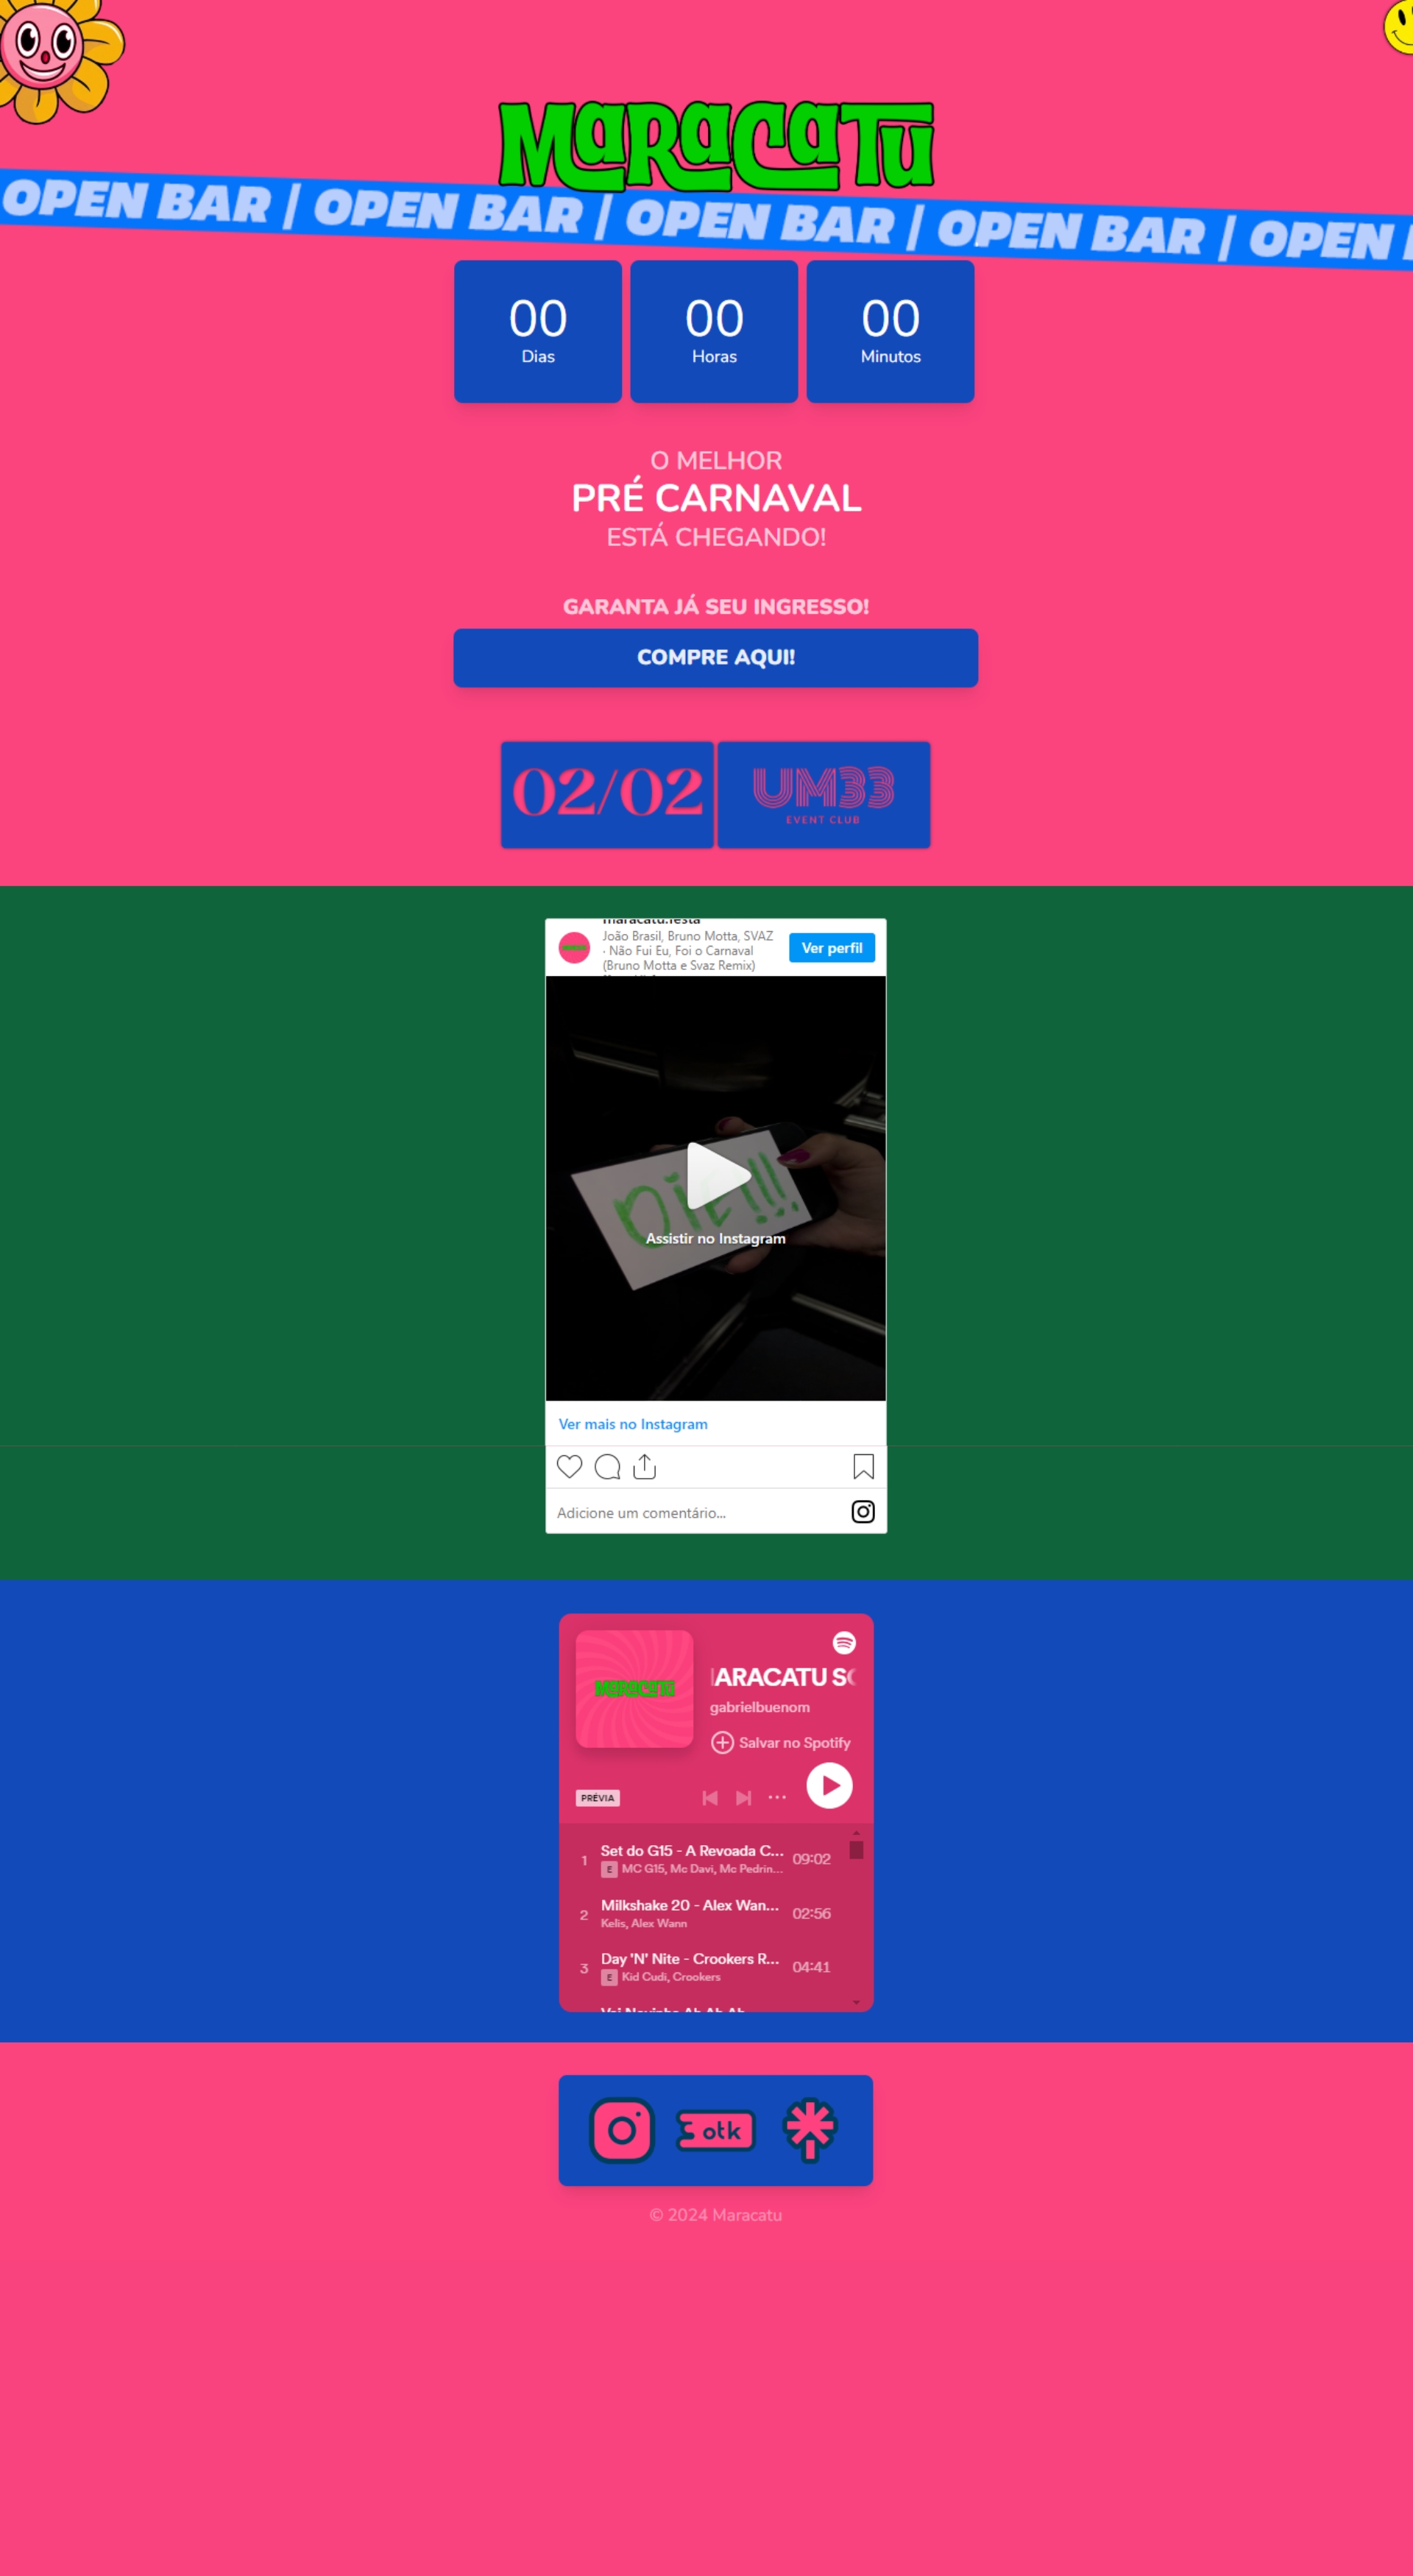 MaRaCaTu
OPEN BAR | OPEN BAR | OPEN BAR | OPEN BAR | OPEN
00
Dias
00
Horas
00
Minutos
O MELHOR
PRÉ CARNAVAL
ESTÁ CHEGANDO!
GARANTA JÁ SEU INGRESSO!
COMPRE AQUI!
02/02
UM33
EVENT CLUB
maracatu.festa
João Brasil, Bruno Motta, SVAZ
· Não Fui Eu, Foi o Carnaval
(Bruno Motta e Svaz Remix)
Ver perfil
OIÊ!!!
Assistir no Instagram
Ver mais no Instagram
Adicione um comentário...
MaRaCaTu
ARACATU S
gabrielbuenom
Salvar no Spotify
PRÉVIA
1 Set do G15 - A Revoada C... 09:02
E MC G15, Mc Davi, Mc Pedrin...
2 Milkshake 20 - Alex Wan... 02:56
Kelis, Alex Wann
3 Day 'N' Nite - Crookers R... 04:41
E Kid Cudi, Crookers
otk
© 2024 Maracatu